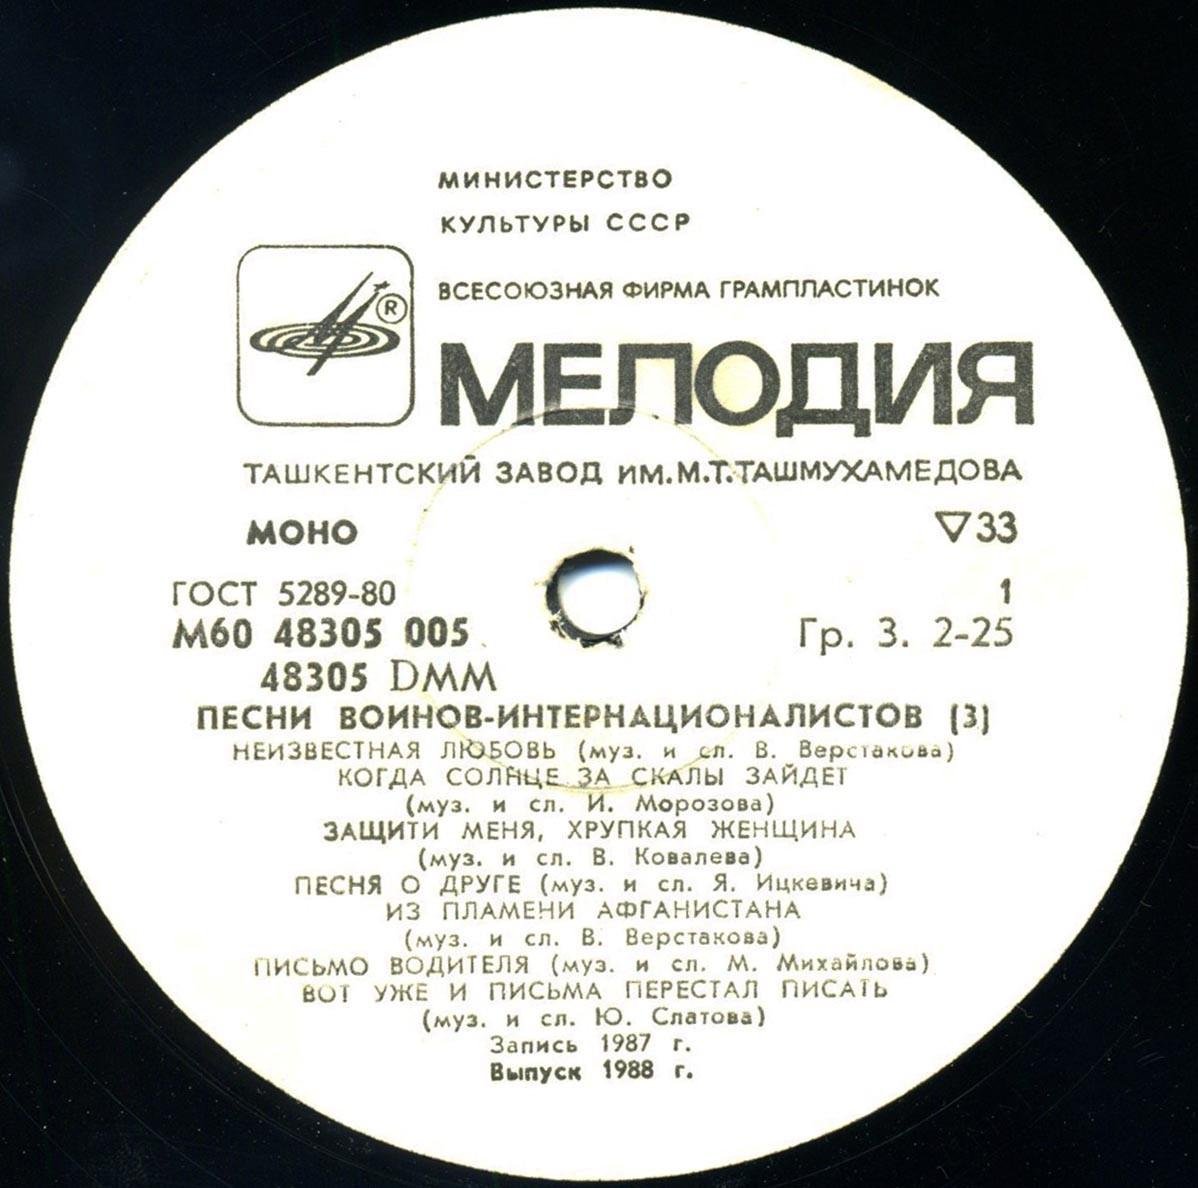 МИНИСТЕРСТВО
КУЛЬТУРЫ СССР
ВСЕСОЮЗНАЯ ФИРМА ГРАМПЛАСТИНОК
®
МЕЛОДИЯ
ТАШКЕНТСКИЙ ЗАВОД ИМ. М.Т. ТАШМУХАМЕДОВА
МОНО ▽33
ГОСТ 5289-80 1
М60 48305 005 Гр. 3. 2-25
48305 DMM
ПЕСНИ ВОИНОВ-ИНТЕРНАЦИОНАЛИСТОВ (3)
НЕИЗВЕСТНАЯ ЛЮБОВЬ (муз. и сл. В. Верстакова)
КОГДА СОЛНЦЕ ЗА СКАЛЫ ЗАЙДЕТ
(муз. и сл. И. Морозова)
ЗАЩИТИ МЕНЯ, ХРУПКАЯ ЖЕНЩИНА
(муз. и сл. В. Ковалева)
ПЕСНЯ О ДРУГЕ (муз. и сл. Я. Ицкевича)
ИЗ ПЛАМЕНИ АФГАНИСТАНА
(муз. и сл. В. Верстакова)
ПИСЬМО ВОДИТЕЛЯ (муз. и сл. М. Михайлова)
ВОТ УЖЕ И ПИСЬМА ПЕРЕСТАЛ ПИСАТЬ
(муз. и сл. Ю. Слатова)
Запись 1987 г.
Выпуск 1988 г.